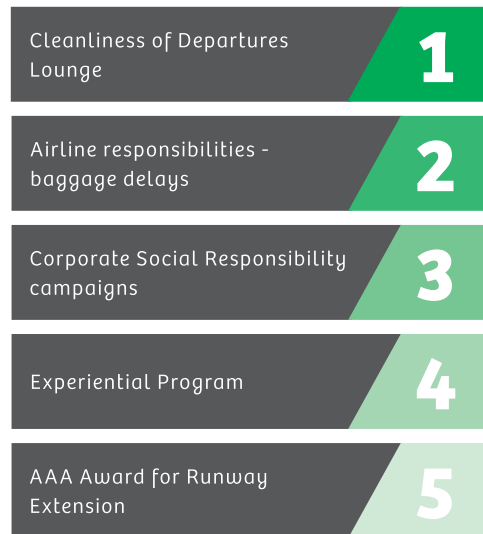 Cleanliness of Departures
Lounge
1
Airline responsibilities -
baggage delays
2
Corporate Social Responsibility
campaigns
3
Experiential Program
4
AAA Award for Runway
Extension
5